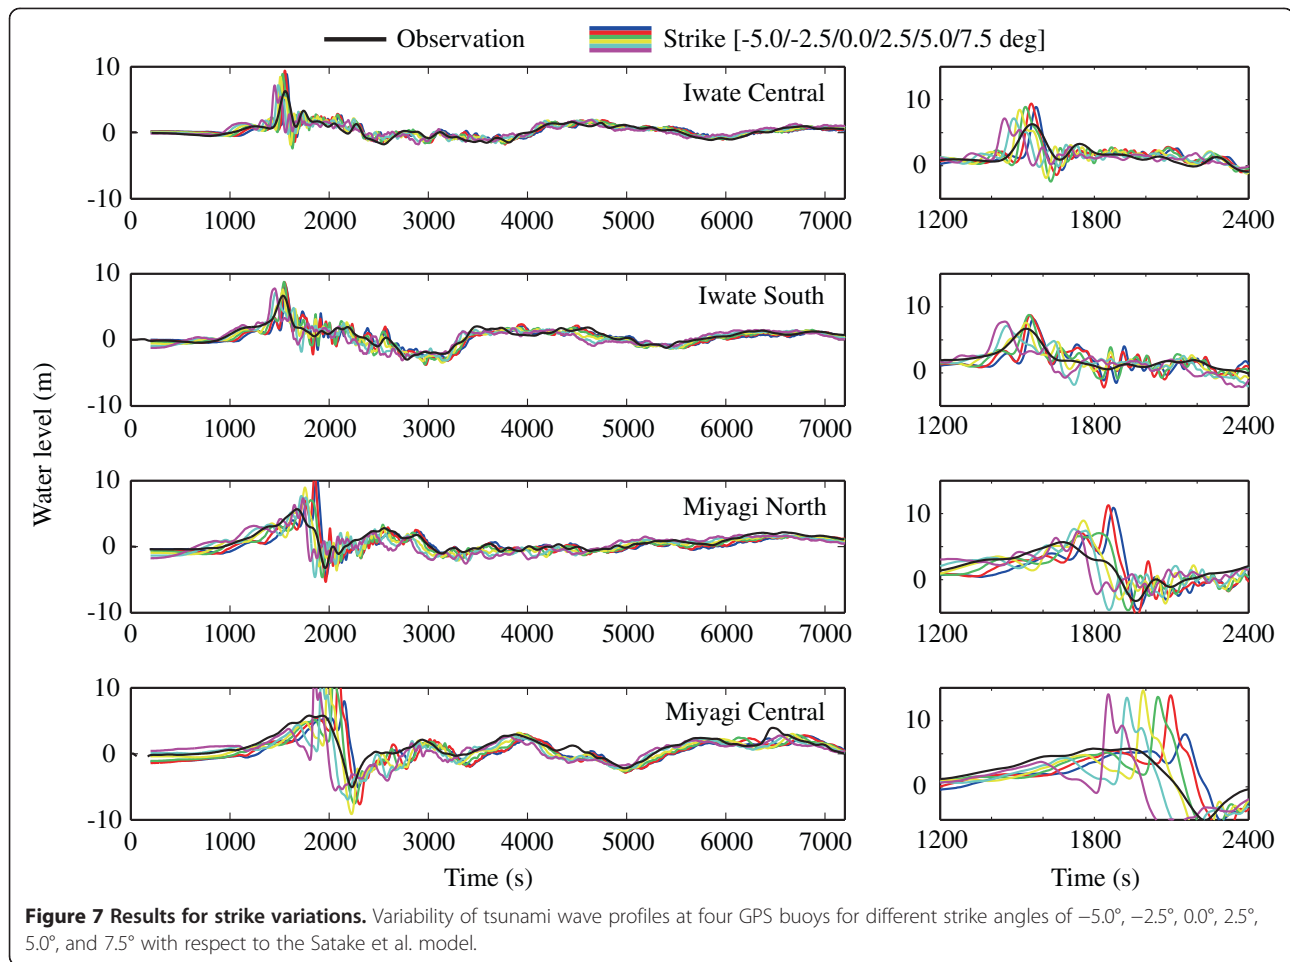 Observation
Strike [-5.0/-2.5/0.0/2.5/5.0/7.5 deg]
10
0
-10
Iwate Central
0 1000 2000 3000 4000 5000 6000 7000
10
0
1200 1800 2400
10
0
-10
Iwate South
0 1000 2000 3000 4000 5000 6000 7000
10
0
1200 1800 2400
Water level (m)
10
0
-10
Miyagi North
0 1000 2000 3000 4000 5000 6000 7000
10
0
1200 1800 2400
10
0
-10
Miyagi Central
0 1000 2000 3000 4000 5000 6000 7000
10
0
1200 1800 2400
Time (s)
Time (s)
Figure 7 Results for strike variations. Variability of tsunami wave profiles at four GPS buoys for different strike angles of −5.0°, −2.5°, 0.0°, 2.5°,
5.0°, and 7.5° with respect to the Satake et al. model.